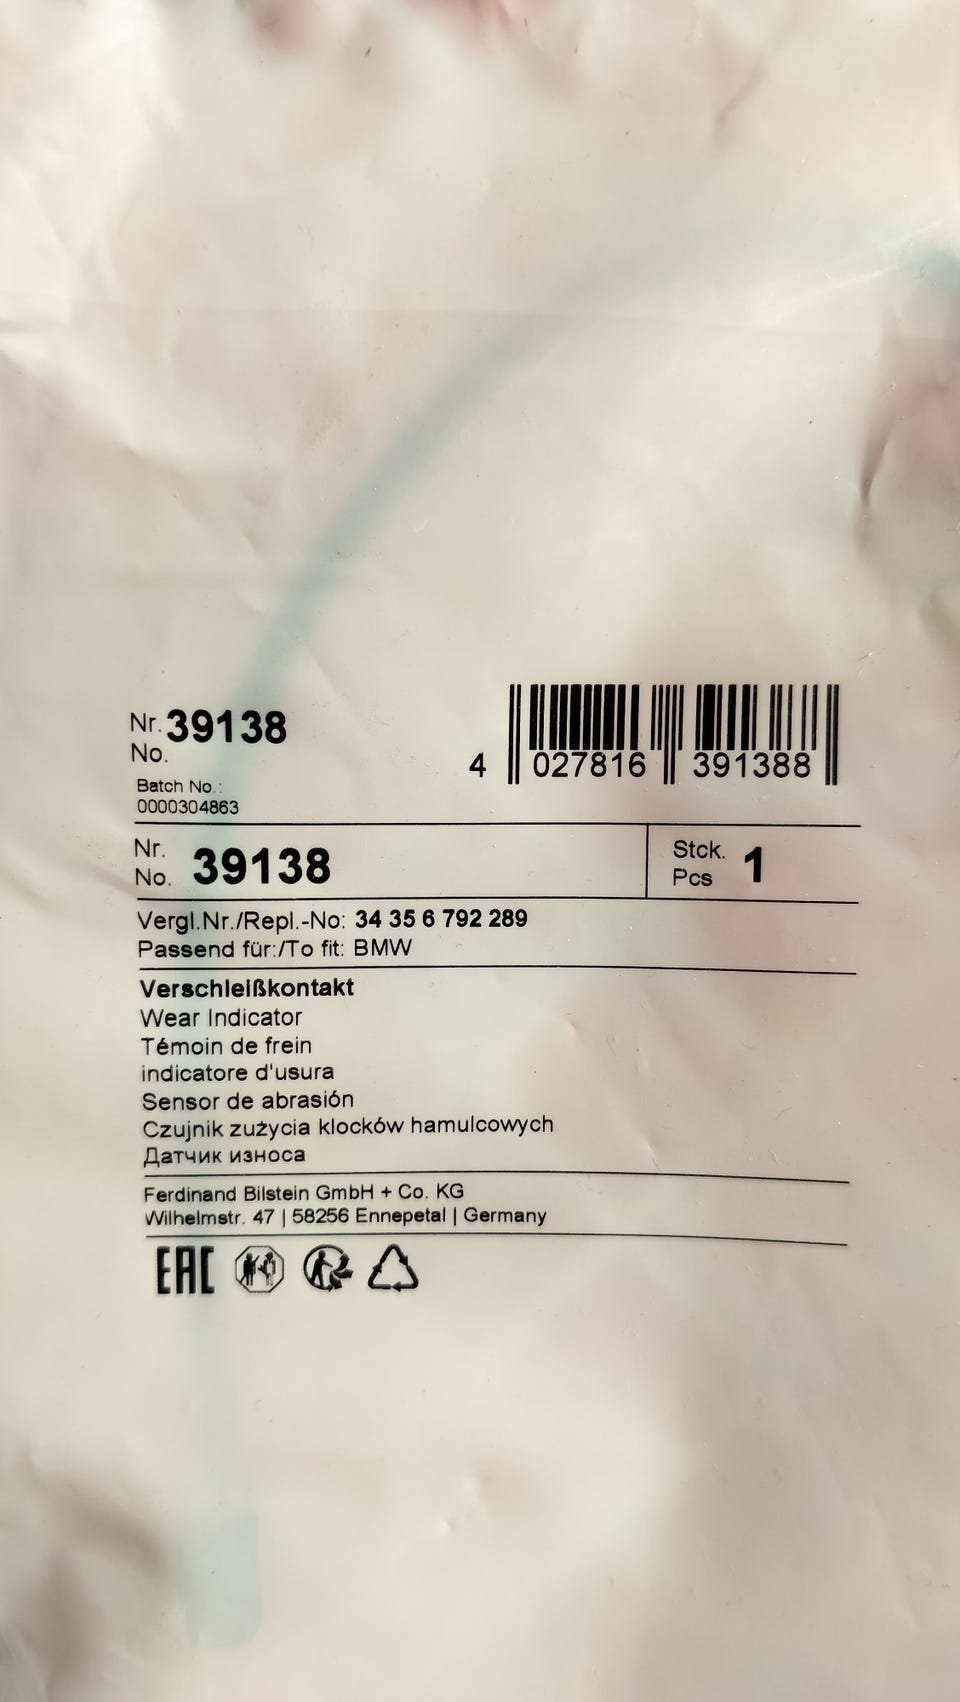 Nr. 39138
No.
Batch No.:
0000304863
4 027816 391388
Nr.
No. 39138
Stck.
Pcs 1
Vergl.Nr./Repl.-No: 34 35 6 792 289
Passend für:/To fit: BMW
Verschleißkontakt
Wear Indicator
Témoin de frein
indicatore d'usura
Sensor de abrasión
Czujnik zużycia klocków hamulcowych
Датчик износа
Ferdinand Bilstein GmbH + Co. KG
Wilhelmstr. 47 | 58256 Ennepetal | Germany
EAC